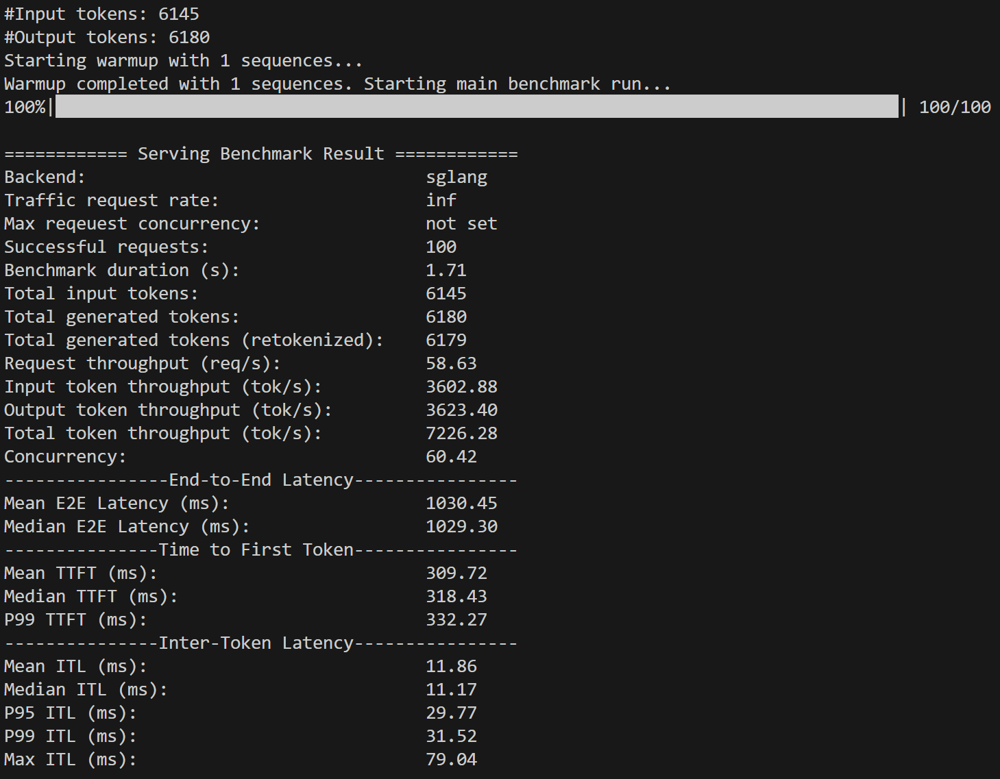 #Input tokens: 6145
#Output tokens: 6180
Starting warmup with 1 sequences...
Warmup completed with 1 sequences. Starting main benchmark run...
100%| | 100/100
============ Serving Benchmark Result ============
Backend: sglang
Traffic request rate: inf
Max reqeuest concurrency: not set
Successful requests: 100
Benchmark duration (s): 1.71
Total input tokens: 6145
Total generated tokens: 6180
Total generated tokens (retokenized): 6179
Request throughput (req/s): 58.63
Input token throughput (tok/s): 3602.88
Output token throughput (tok/s): 3623.40
Total token throughput (tok/s): 7226.28
Concurrency: 60.42
----------------End-to-End Latency----------------
Mean E2E Latency (ms): 1030.45
Median E2E Latency (ms): 1029.30
---------------Time to First Token----------------
Mean TTFT (ms): 309.72
Median TTFT (ms): 318.43
P99 TTFT (ms): 332.27
---------------Inter-Token Latency----------------
Mean ITL (ms): 11.86
Median ITL (ms): 11.17
P95 ITL (ms): 29.77
P99 ITL (ms): 31.52
Max ITL (ms): 79.04